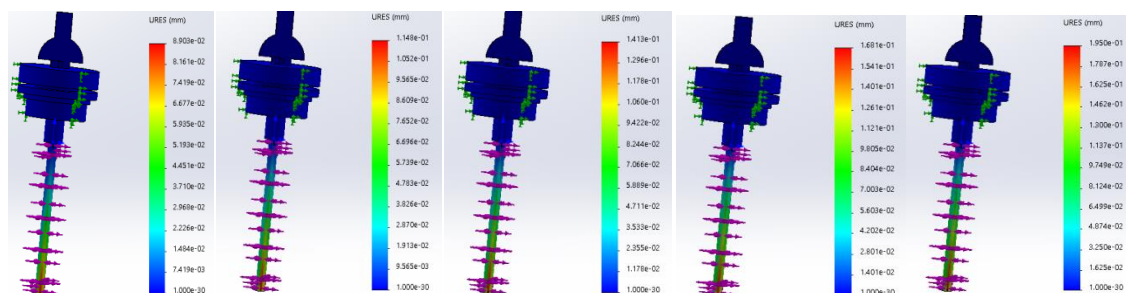 URES (mm)
8.903e-02
8.161e-02
7.419e-02
6.677e-02
5.935e-02
5.193e-02
4.451e-02
3.710e-02
2.968e-02
2.226e-02
1.484e-02
7.419e-03
1.000e-30
URES (mm)
1.148e-01
1.052e-01
9.565e-02
8.609e-02
7.652e-02
6.696e-02
5.739e-02
4.783e-02
3.826e-02
2.870e-02
1.913e-02
9.565e-03
1.000e-30
URES (mm)
1.413e-01
1.296e-01
1.178e-01
1.060e-01
9.422e-02
8.244e-02
7.066e-02
5.889e-02
4.711e-02
3.533e-02
2.355e-02
1.178e-02
1.000e-30
URES (mm)
1.681e-01
1.541e-01
1.401e-01
1.261e-01
1.121e-01
9.805e-02
8.404e-02
7.003e-02
5.603e-02
4.202e-02
2.801e-02
1.401e-02
1.000e-30
URES (mm)
1.950e-01
1.787e-01
1.625e-01
1.462e-01
1.300e-01
1.137e-01
9.749e-02
8.124e-02
6.499e-02
4.874e-02
3.250e-02
1.625e-02
1.000e-30